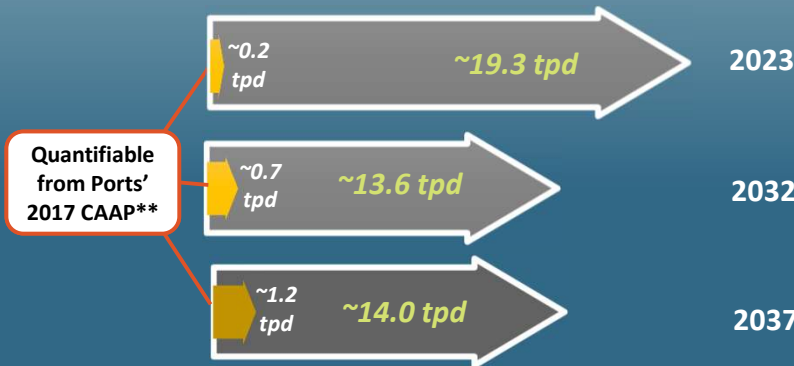 ~0.2
tpd
~19.3 tpd
2023
Quantifiable
from Ports’
2017 CAAP**
~0.7
tpd
~13.6 tpd
2032
~1.2
tpd
~14.0 tpd
2037